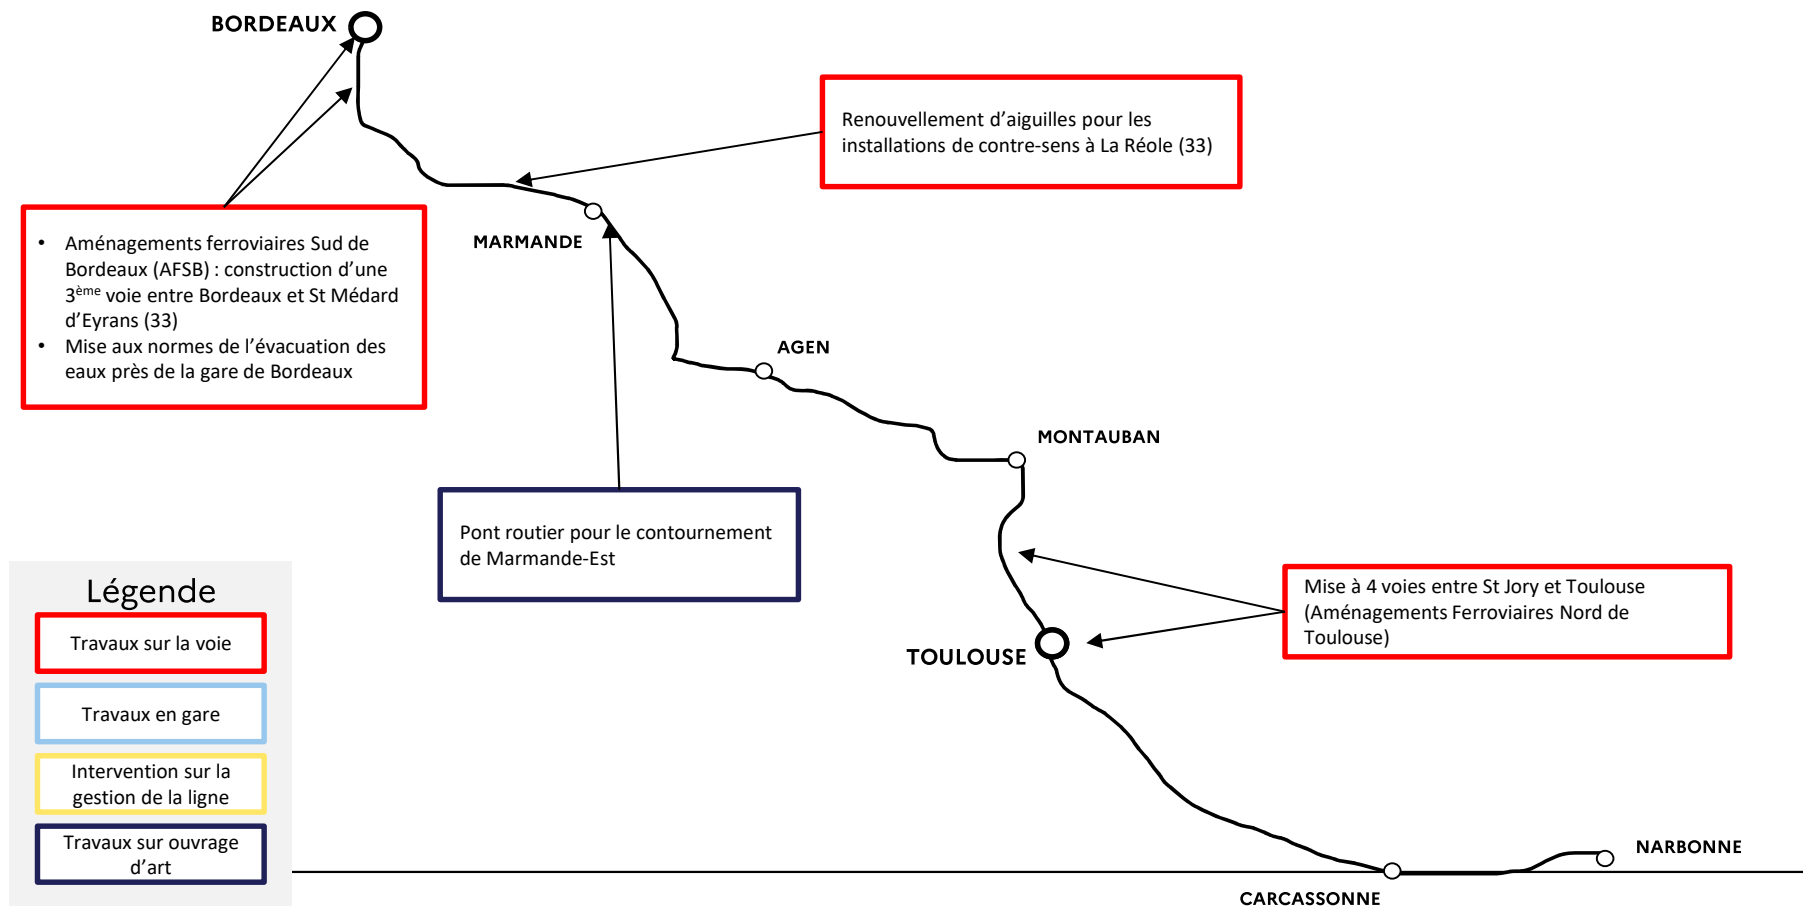 BORDEAUX
Renouvellement d’aiguilles pour les
installations de contre-sens à La Réole (33)
• Aménagements ferroviaires Sud de
Bordeaux (AFSB) : construction d’une
3ème voie entre Bordeaux et St Médard
d’Eyrans (33)
• Mise aux normes de l’évacuation des
eaux près de la gare de Bordeaux
MARMANDE
AGEN
MONTAUBAN
Pont routier pour le contournement
de Marmande-Est
Mise à 4 voies entre St Jory et Toulouse
(Aménagements Ferroviaires Nord de
Toulouse)
TOULOUSE
Légende
Travaux sur la voie
Travaux en gare
Intervention sur la
gestion de la ligne
Travaux sur ouvrage
d’art
NARBONNE
CARCASSONNE